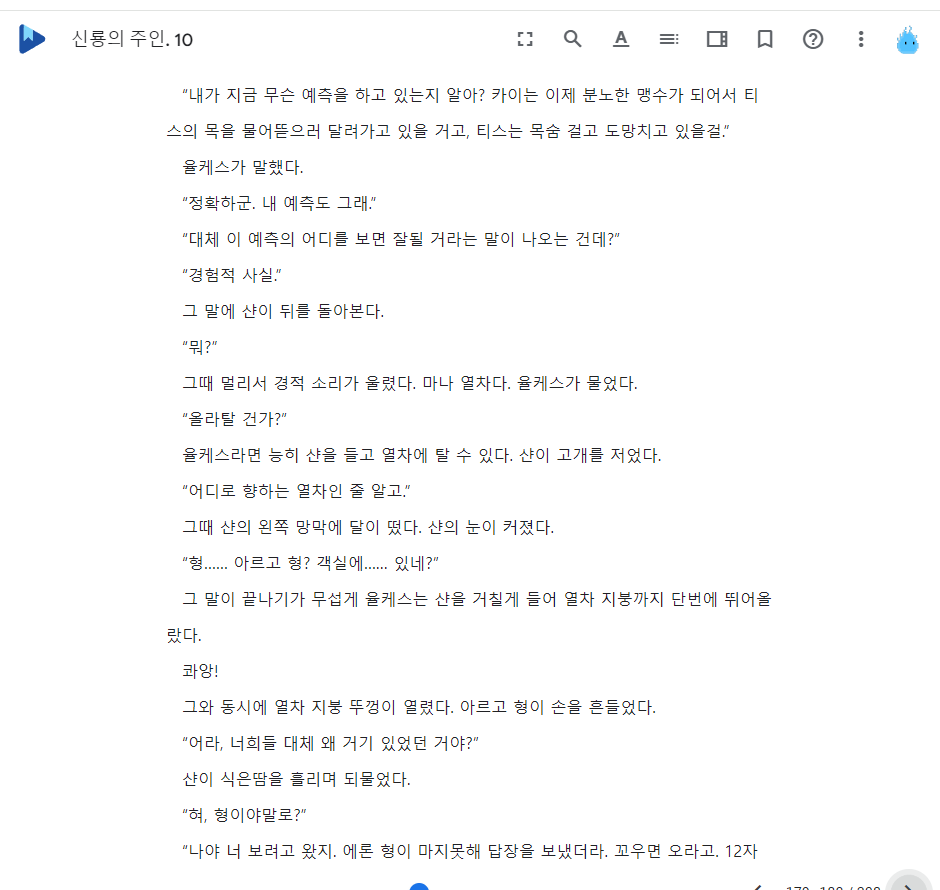 신룡의 주인. 10
“내가 지금 무슨 예측을 하고 있는지 알아? 카이는 이제 분노한 맹수가 되어서 티
스의 목을 물어뜯으러 달려가고 있을 거고, 티스는 목숨 걸고 도망치고 있을걸.”
율케스가 말했다.
“정확하군. 내 예측도 그래.”
“대체 이 예측의 어디를 보면 잘될 거라는 말이 나오는 건데?”
“경험적 사실.”
그 말에 샨이 뒤를 돌아본다.
“뭐?”
그때 멀리서 경적 소리가 울렸다. 마나 열차다. 율케스가 물었다.
“올라탈 건가?”
율케스라면 능히 샨을 들고 열차에 탈 수 있다. 샨이 고개를 저었다.
“어디로 향하는 열차인 줄 알고.”
그때 샨의 왼쪽 망막에 달이 떴다. 샨의 눈이 커졌다.
“형...... 아르고 형? 객실에...... 있네?”
그 말이 끝나기가 무섭게 율케스는 샨을 거칠게 들어 열차 지붕까지 단번에 뛰어올
랐다.
콰앙!
그와 동시에 열차 지붕 뚜껑이 열렸다. 아르고 형이 손을 흔들었다.
“어라, 너희들 대체 왜 거기 있었던 거야?”
샨이 식은땀을 흘리며 되물었다.
“혀, 형이야말로?”
“나야 너 보려고 왔지. 에론 형이 마지못해 답장을 보냈더라. 꼬우면 오라고. 12자